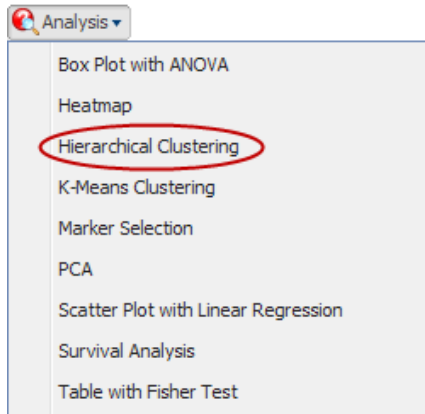 Analysis
Box Plot with ANOVA
Heatmap
Hierarchical Clustering
K-Means Clustering
Marker Selection
PCA
Scatter Plot with Linear Regression
Survival Analysis
Table with Fisher Test